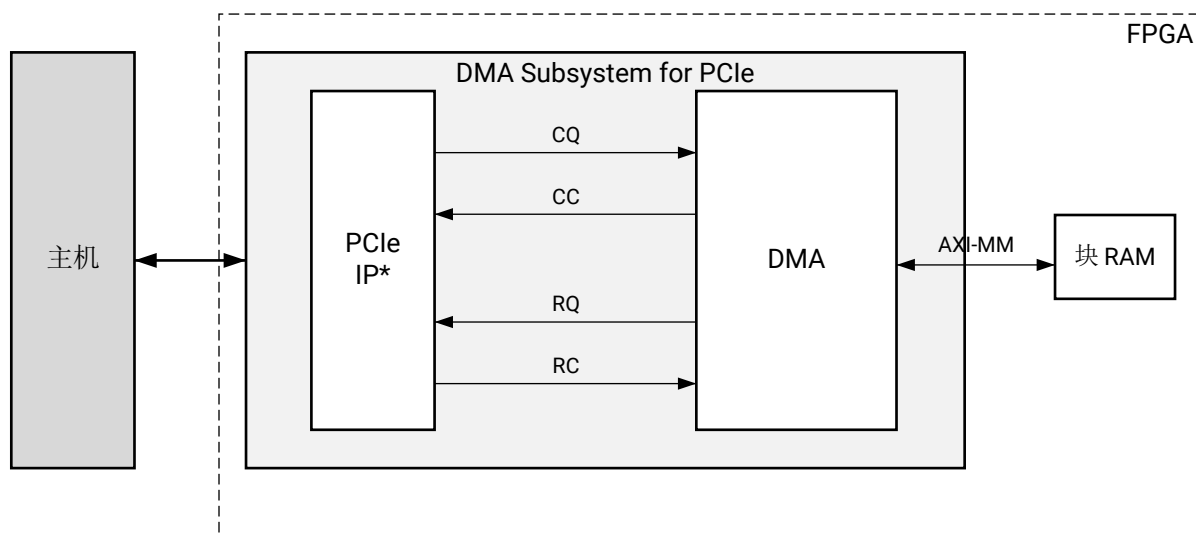 FPGA
DMA Subsystem for PCIe
CQ
CC
主机
PCIe
IP*
DMA
AXI-MM
块 RAM
RQ
RC